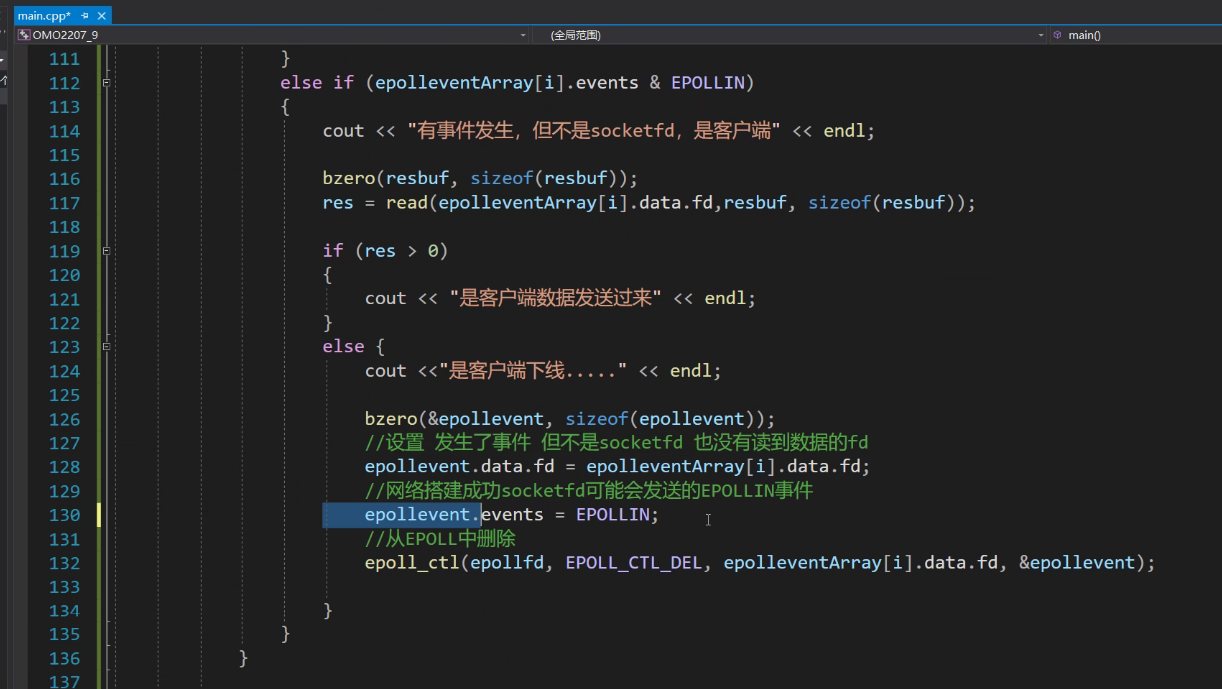 main.cpp*
OMO2207_9 (全局范围) main()
111 }
112 else if (epolleventArray[i].events & EPOLLIN)
113 {
114 cout << "有事件发生，但不是socketfd，是客户端" << endl;
115
116 bzero(resbuf, sizeof(resbuf));
117 res = read(epolleventArray[i].data.fd,resbuf, sizeof(resbuf));
118
119 if (res > 0)
120 {
121 cout << "是客户端数据发送过来" << endl;
122 }
123 else {
124 cout <<"是客户端下线....." << endl;
125
126 bzero(&epollevent, sizeof(epollevent));
127 //设置 发生了事件 但不是socketfd 也没有读到数据的fd
128 epollevent.data.fd = epolleventArray[i].data.fd;
129 //网络搭建成功socketfd可能会发送的EPOLLIN事件
130 epollevent.events = EPOLLIN;
131 //从EPOLL中删除
132 epoll_ctl(epollfd, EPOLL_CTL_DEL, epolleventArray[i].data.fd, &epollevent);
133
134 }
135 }
136 }
137